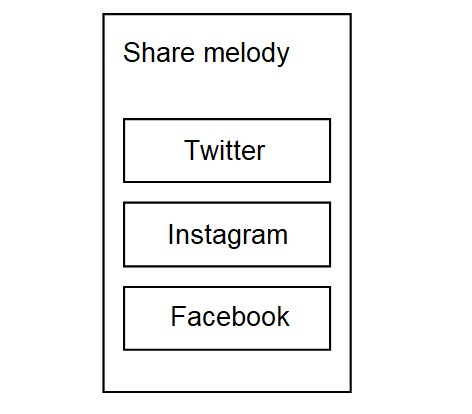 Share melody
Twitter
Instagram
Facebook